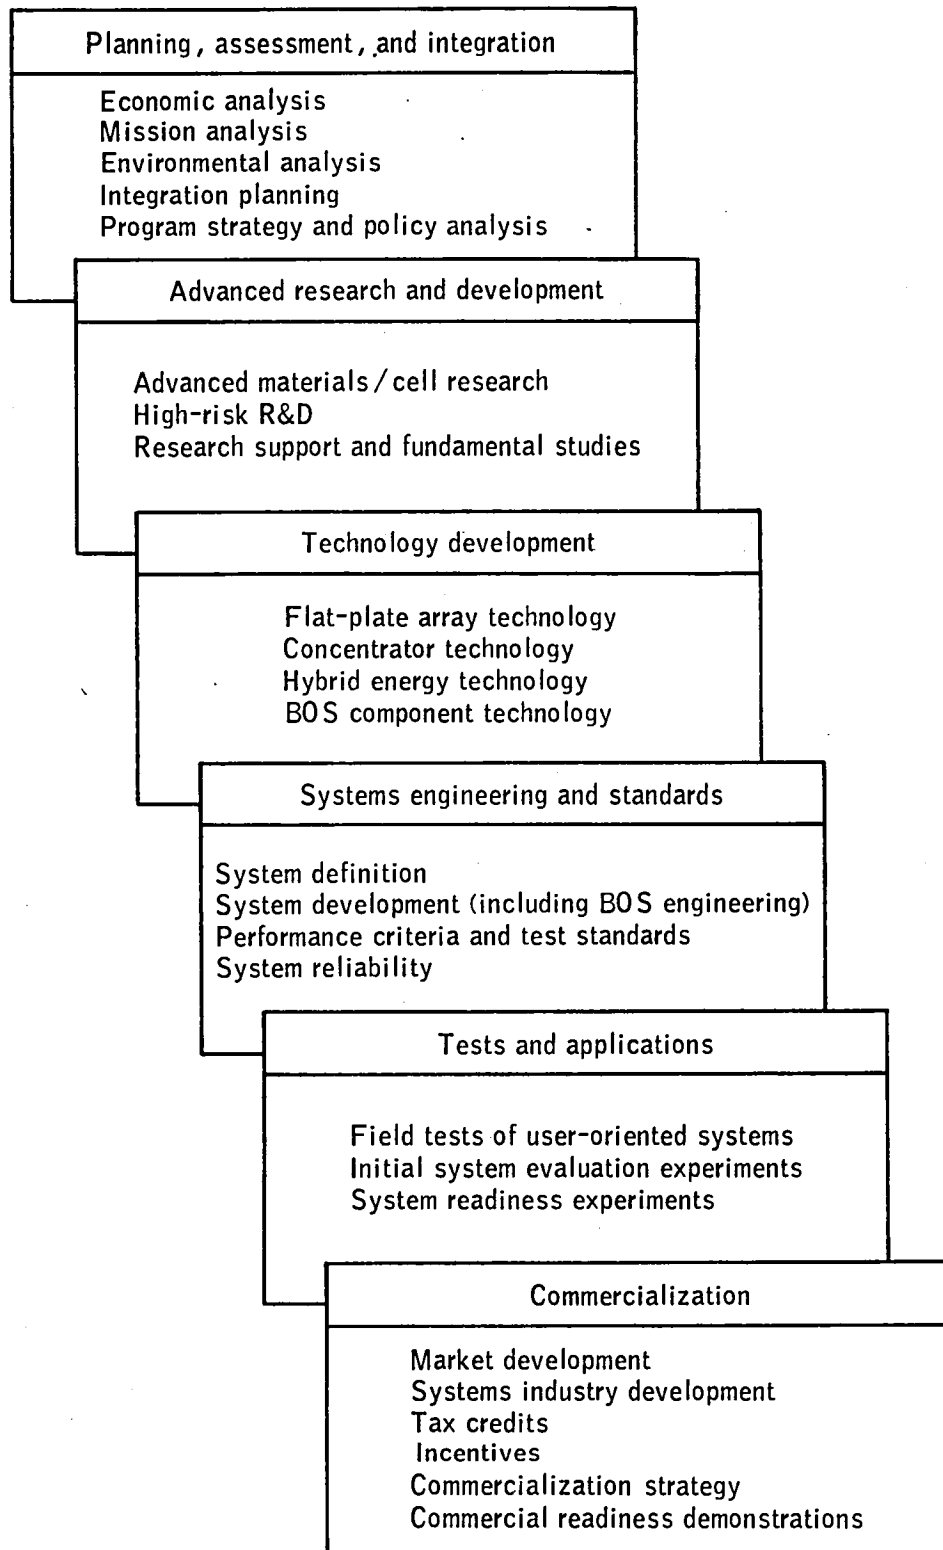 Planning, assessment, and integration
Economic analysis
Mission analysis
Environmental analysis
Integration planning
Program strategy and policy analysis
Advanced research and development
Advanced materials/cell research
High-risk R&D
Research support and fundamental studies
Technology development
Flat-plate array technology
Concentrator technology
Hybrid energy technology
BOS component technology
Systems engineering and standards
System definition
System development (including BOS engineering)
Performance criteria and test standards
System reliability
Tests and applications
Field tests of user-oriented systems
Initial system evaluation experiments
System readiness experiments
Commercialization
Market development
Systems industry development
Tax credits
Incentives
Commercialization strategy
Commercial readiness demonstrations